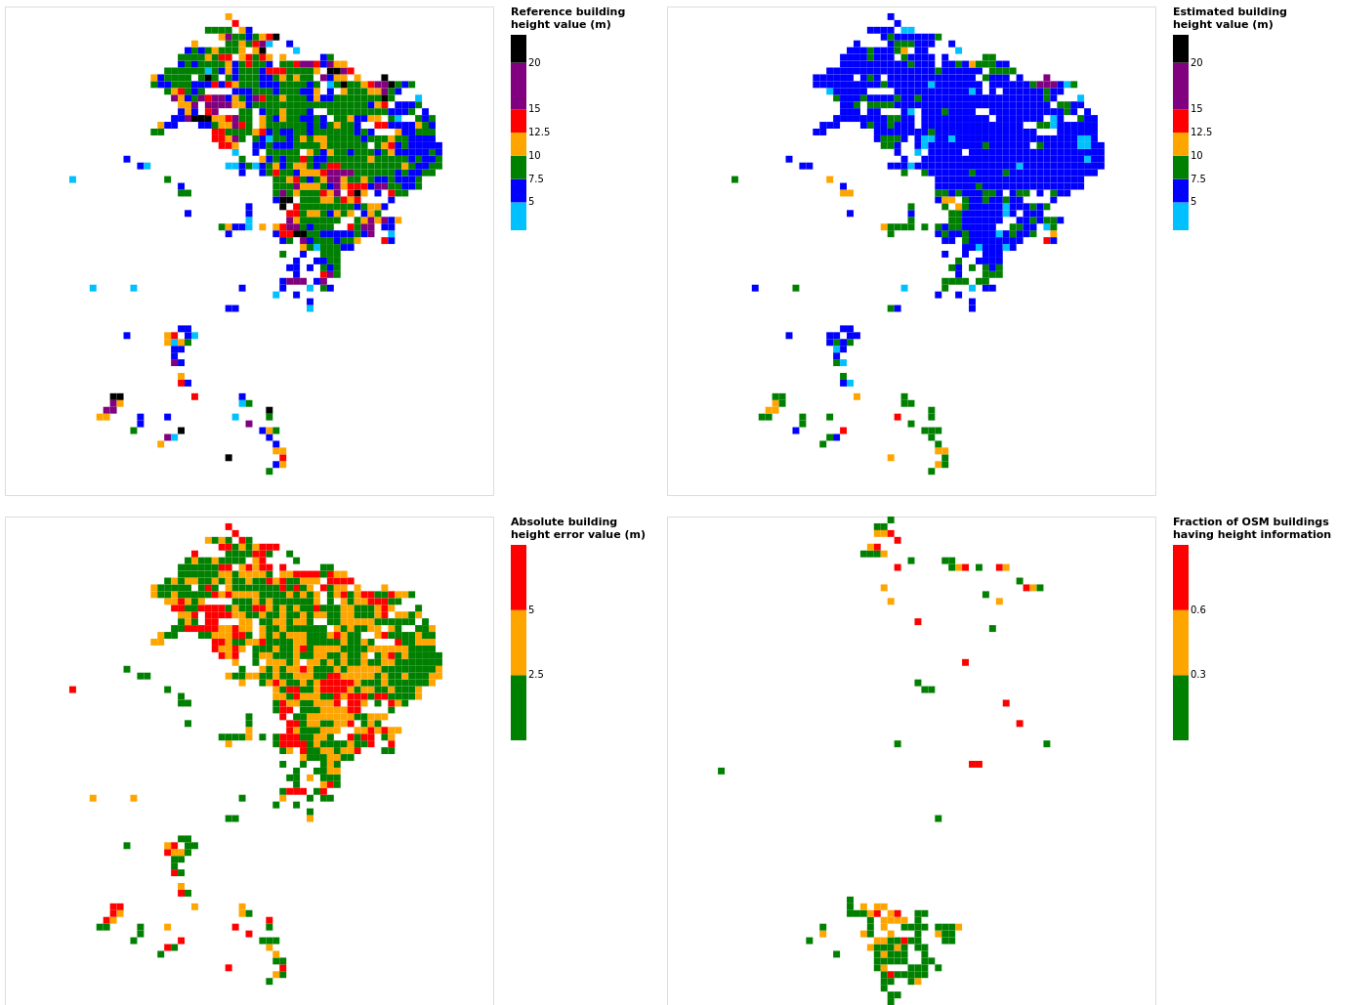 Reference building
height value (m)
20
15
12.5
10
7.5
5
Estimated building
height value (m)
20
15
12.5
10
7.5
5
Absolute building
height error value (m)
5
2.5
Fraction of OSM buildings
having height information
0.6
0.3